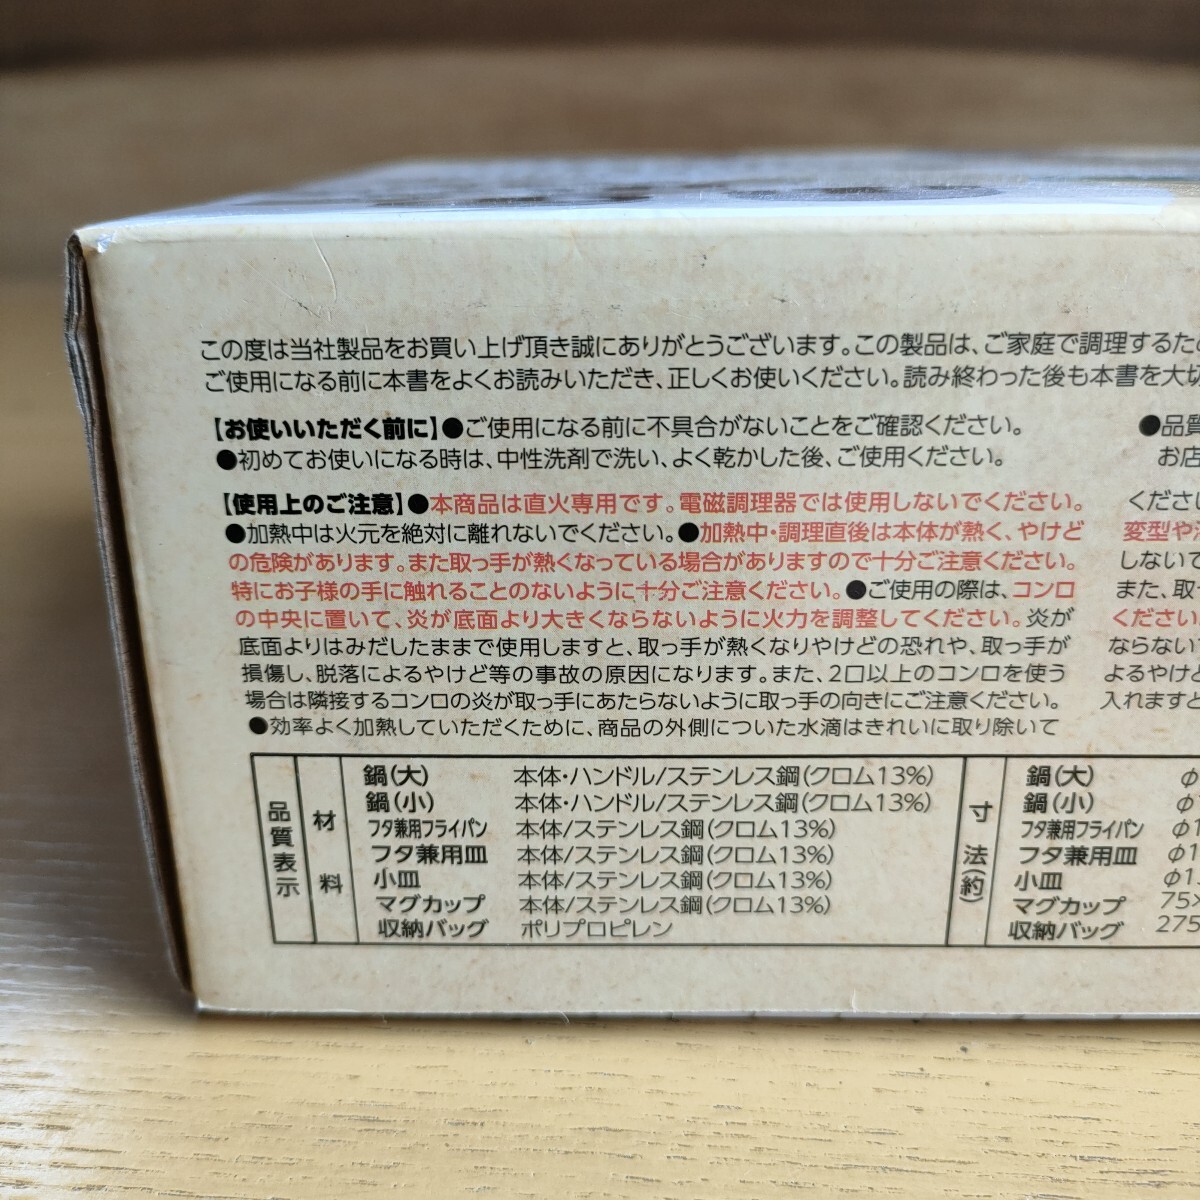 この度は当社製品をお買い上げ頂き誠にありがとうございます。この製品は、ご家庭で調理するため
ご使用になる前に本書をよくお読みいただき、正しくお使いください。読み終わった後も本書を大切
【お使いいただく前に】●ご使用になる前に不具合がないことをご確認ください。
●初めてお使いになる時は、中性洗剤で洗い、よく乾かした後、ご使用ください。
【使用上のご注意】●本商品は直火専用です。電磁調理器では使用しないでください。
●加熱中は火元を絶対に離れないでください。●加熱中・調理直後は本体が熱く、やけど
の危険があります。また取っ手が熱くなっている場合がありますので十分ご注意ください。
特にお子様の手に触れることのないように十分ご注意ください。●ご使用の際は、コンロ
の中央に置いて、炎が底面より大きくならないように火力を調整してください。炎が
底面よりはみだしたままで使用しますと、取っ手が熱くなりやけどの恐れや、取っ手が
損傷し、脱落によるやけど等の事故の原因になります。また、2口以上のコンロを使う
場合は隣接するコンロの炎が取っ手にあたらないように取っ手の向きにご注意ください。
●効率よく加熱していただくために、商品の外側についた水滴はきれいに取り除いて
●品質
お店
くださ
変型や
しないで
また、取っ
ください
ならない
よるやけど
入れますと
品質表示
材料
鍋(大) 本体・ハンドル/ステンレス鋼(クロム13%)
鍋(小) 本体・ハンドル/ステンレス鋼(クロム13%)
フタ兼用フライパン 本体/ステンレス鋼(クロム13%)
フタ兼用皿 本体/ステンレス鋼(クロム13%)
小皿 本体/ステンレス鋼(クロム13%)
マグカップ 本体/ステンレス鋼(クロム13%)
収納バッグ ポリプロピレン
寸法(約)
鍋(大) φ
鍋(小) φ
フタ兼用フライパン φ1
フタ兼用皿 φ1
小皿 φ1
マグカップ 75×
収納バッグ 275